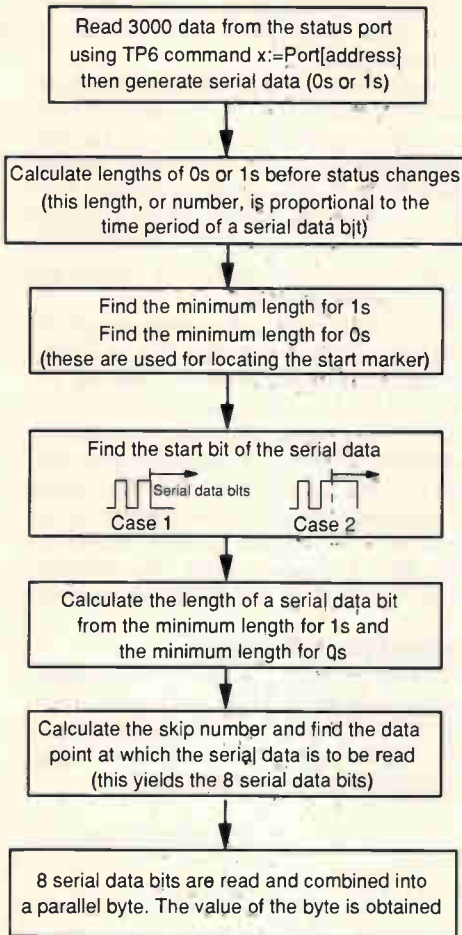 Read 3000 data from the status port
using TP6 command x:=Port[address}
then generate serial data (0s or 1s)
Calculate lengths of 0s or 1s before status changes
(this length, or number, is proportional to the
time period of a serial data bit)
Find the minimum length for 1s
Find the minimum length for 0s
(these are used for locating the start marker)
Find the start bit of the serial data
Serial data bits
Case 1
Case 2
Calculate the length of a serial data bit
from the minimum length for 1s and
the minimum length for 0s
Calculate the skip number and find the data
point at which the serial data is to be read
(this yields the 8 serial data bits)
8 serial data bits are read and combined into
a parallel byte. The value of the byte is obtained